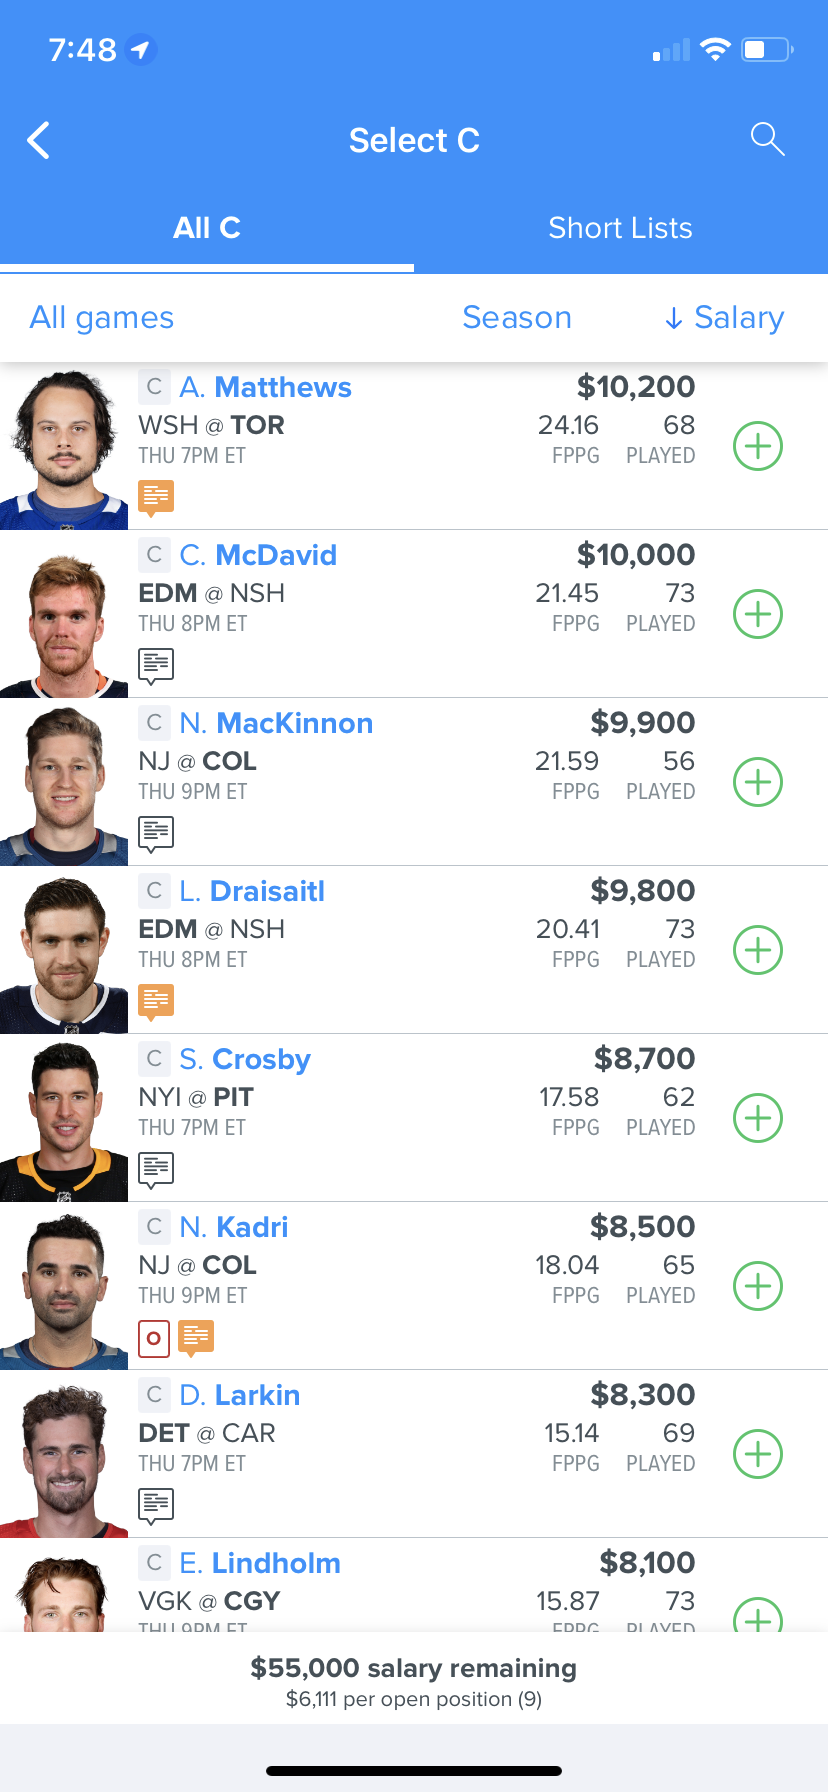 7:48
Select C
All C Short Lists
All games Season ↓ Salary
C A. Matthews $10,200
WSH @ TOR 24.16 68
THU 7PM ET FPPG PLAYED
C C. McDavid $10,000
EDM @ NSH 21.45 73
THU 8PM ET FPPG PLAYED
C N. MacKinnon $9,900
NJ @ COL 21.59 56
THU 9PM ET FPPG PLAYED
C L. Draisaitl $9,800
EDM @ NSH 20.41 73
THU 8PM ET FPPG PLAYED
C S. Crosby $8,700
NYI @ PIT 17.58 62
THU 7PM ET FPPG PLAYED
C N. Kadri $8,500
NJ @ COL 18.04 65
THU 9PM ET FPPG PLAYED
O
C D. Larkin $8,300
DET @ CAR 15.14 69
THU 7PM ET FPPG PLAYED
C E. Lindholm $8,100
VGK @ CGY 15.87 73
THU 9PM ET FPPG PLAYED
$55,000 salary remaining
$6,111 per open position (9)